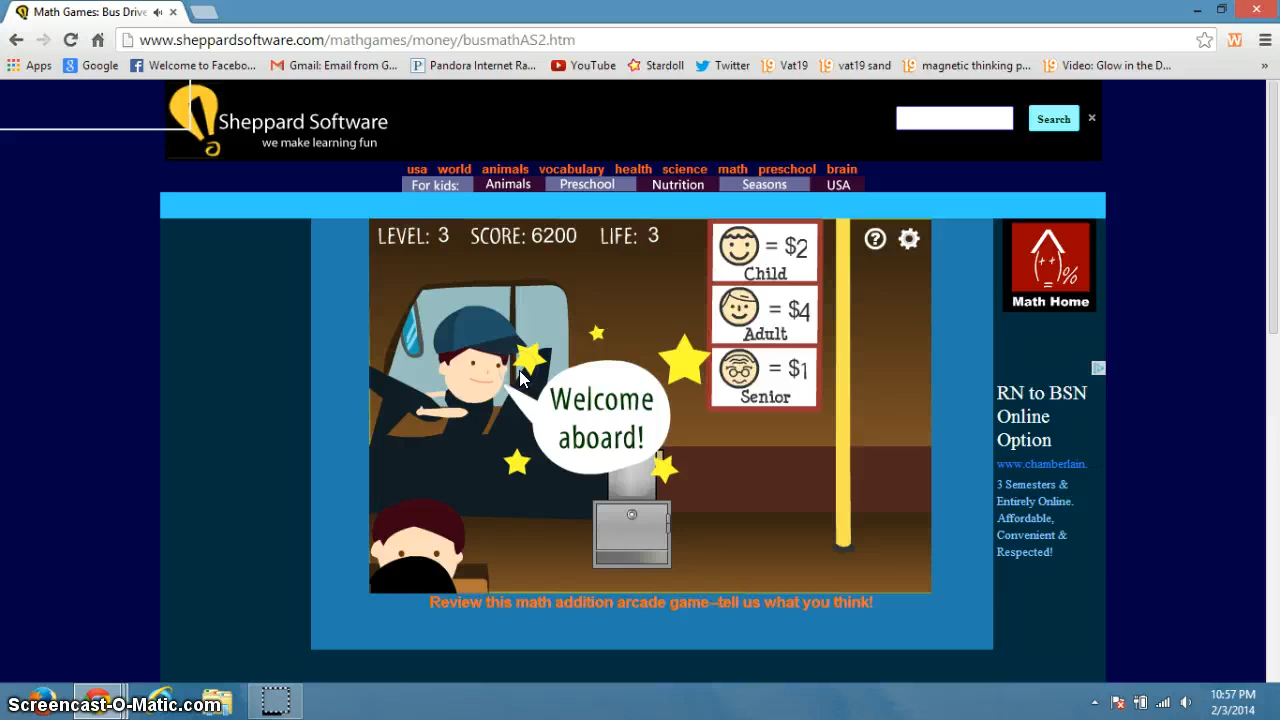 Math Games: Bus Drive
www.sheppardsoftware.com/mathgames/money/busmathAS2.htm
Apps Google Welcome to Facebo... Gmail: Email from G... Pandora Internet Ra... YouTube Stardoll Twitter Vat19 vat19 sand magnetic thinking p... Video: Glow in the D... »
Sheppard Software
we make learning fun
Search
usa world animals vocabulary health science math preschool brain
For kids: Animals Preschool Nutrition Seasons USA
LEVEL: 3 SCORE: 6200 LIFE: 3
= $2
Child
= $4
Adult
= $1
Senior
Welcome
aboard!
Math Home
RN to BSN
Online
Option
www.chamberlain.
3 Semesters &
Entirely Online.
Affordable,
Convenient &
Respected!
Review this math addition arcade game--tell us what you think!
Screencast-O-Matic.com
10:57 PM
2/3/2014